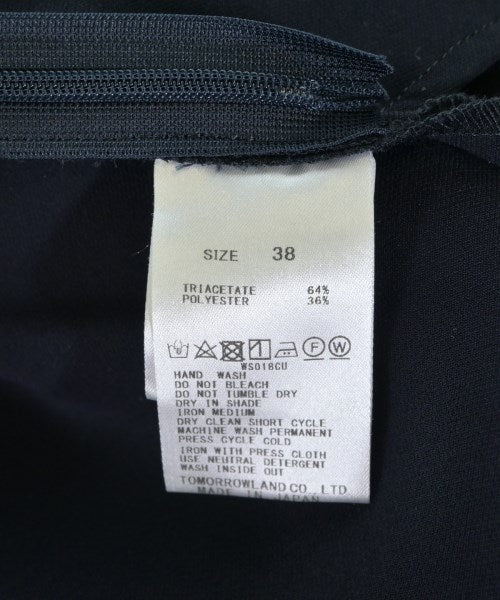 SIZE 38
TRIACETATE 64%
POLYESTER 36%
F W
WS018CU
HAND WASH
DO NOT BLEACH
DO NOT TUMBLE DRY
DRY IN SHADE
IRON MEDIUM
DRY CLEAN SHORT CYCLE
MACHINE WASH PERMANENT
PRESS CYCLE COLD
IRON WITH PRESS CLOTH
USE NEUTRAL DETERGENT
WASH INSIDE OUT
TOMORROWLAND CO., LTD.
MADE IN JAPAN